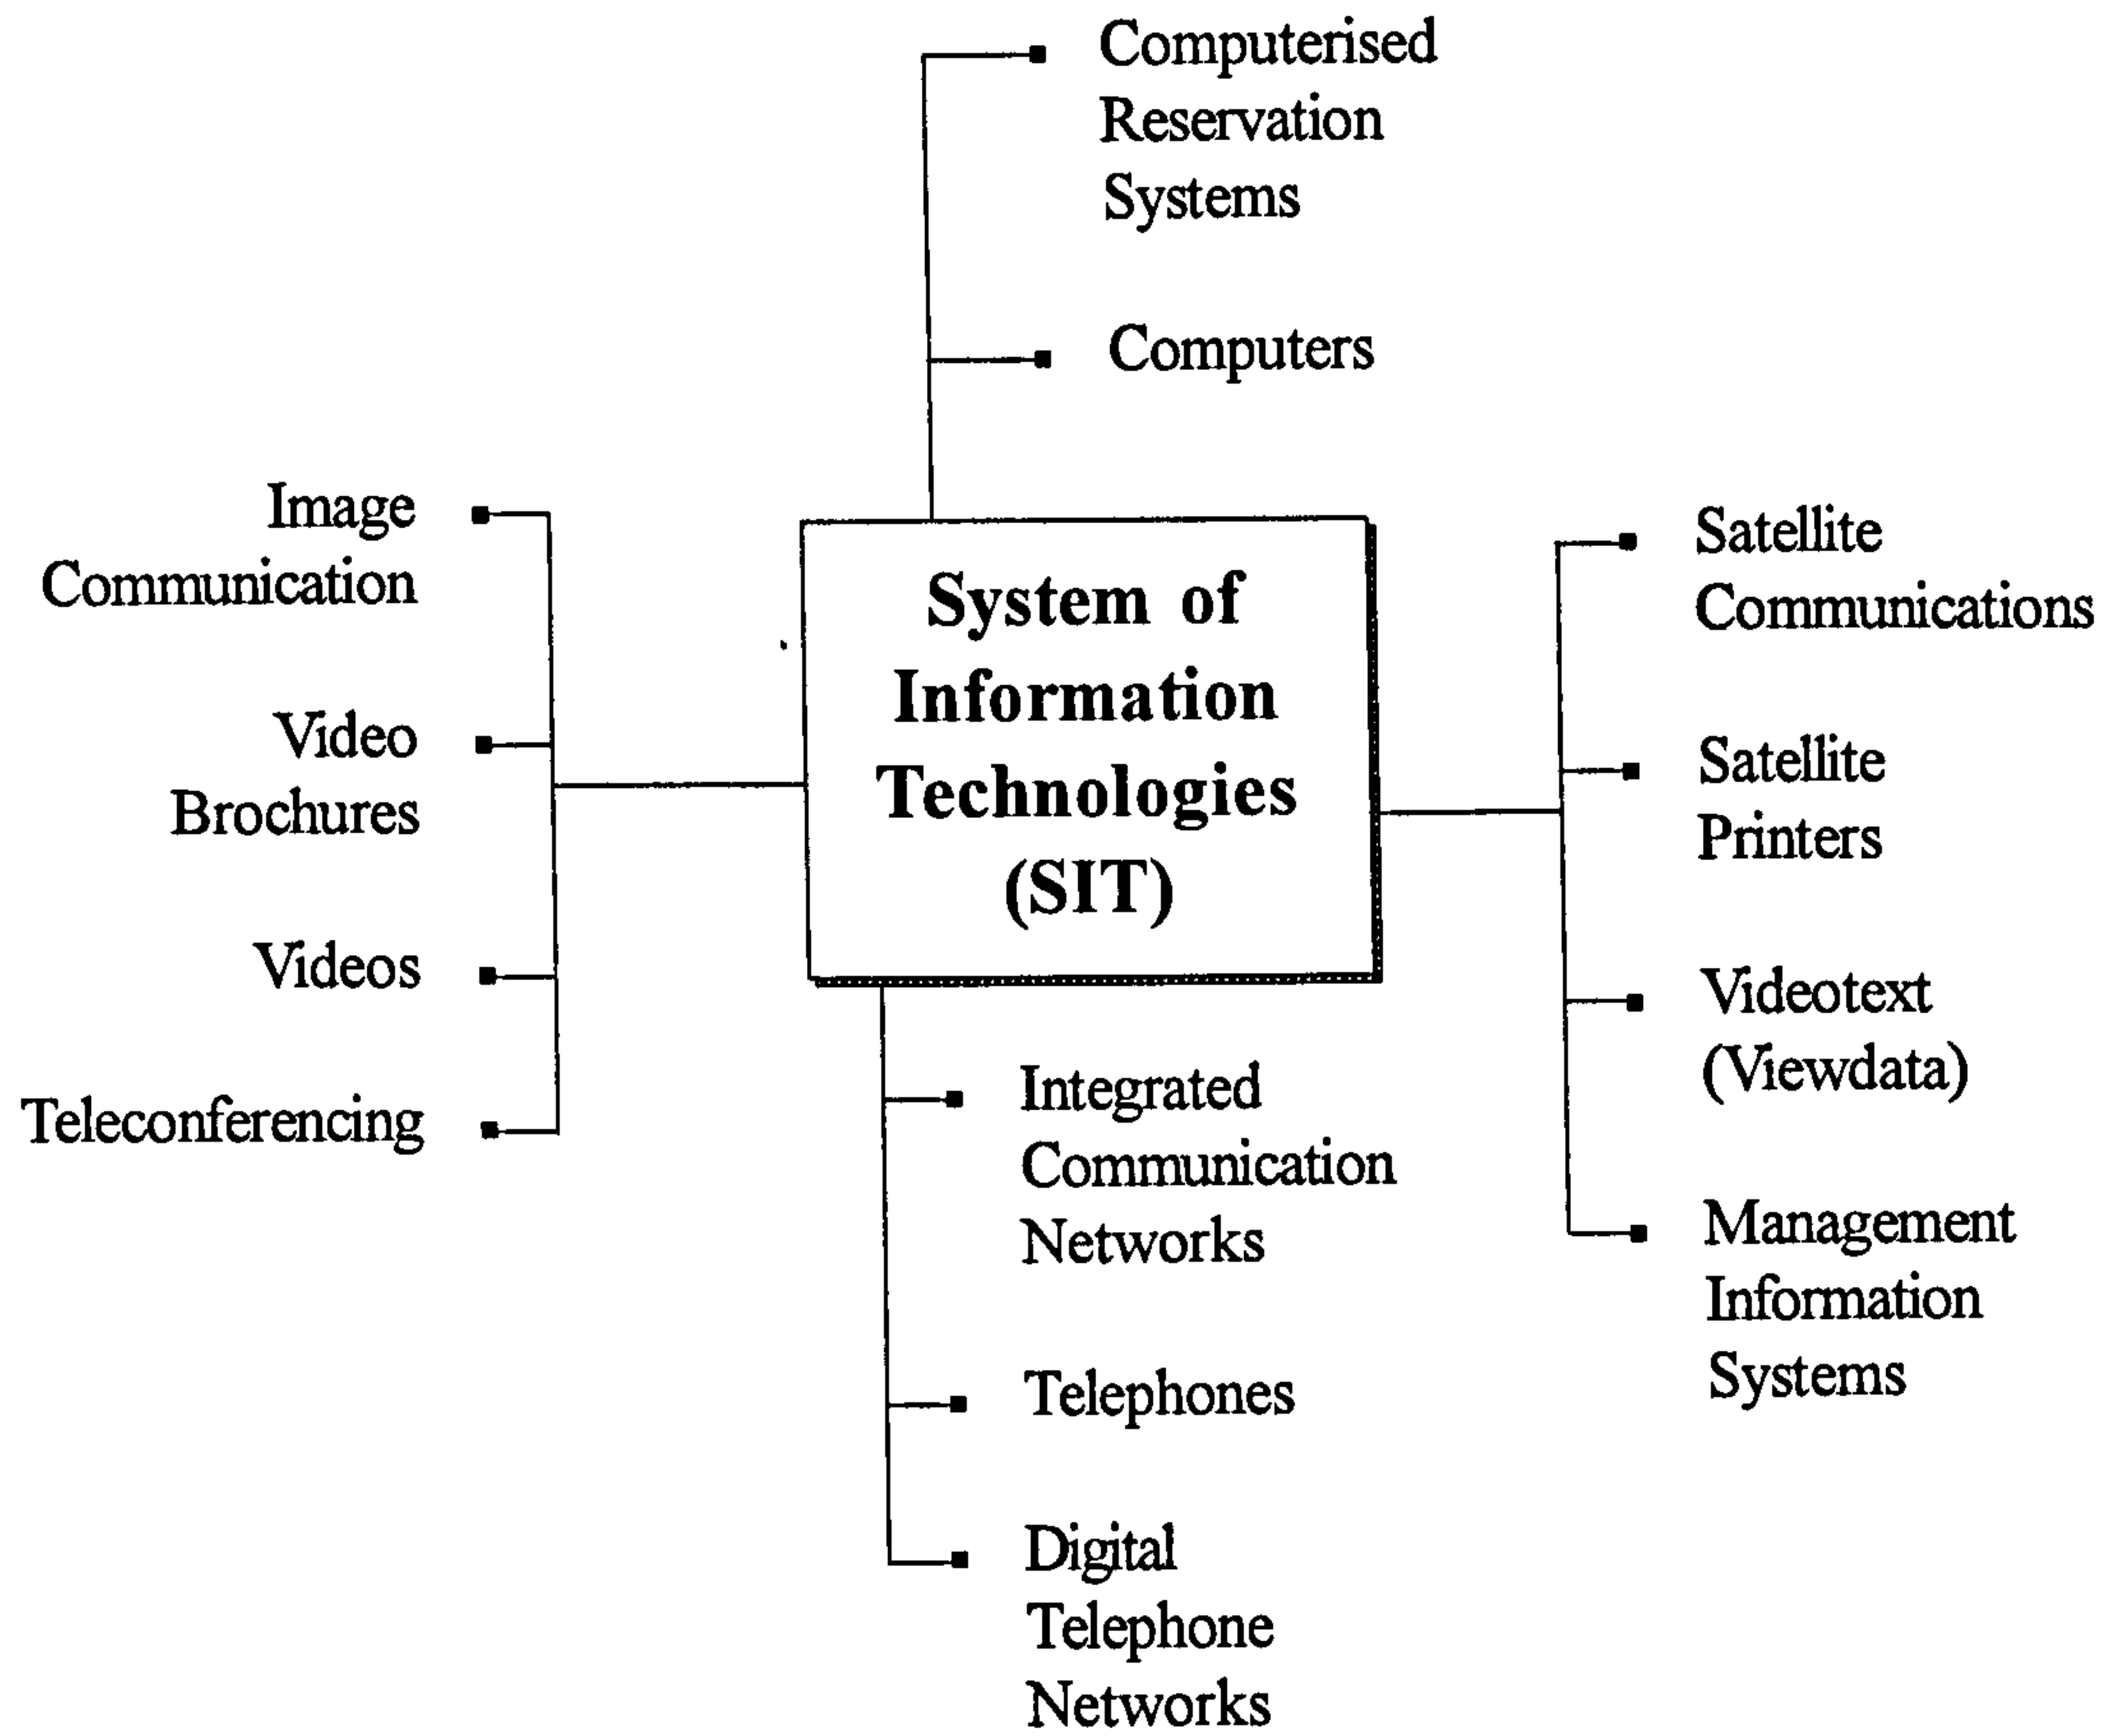 Computerised
Reservation
Systems
Computers
Image
Communication
Video
Brochures
Videos
Teleconferencing
System of
Information
Technologies
(SIT)
Satellite
Communications
Satellite
Printers
Videotext
(Viewdata)
Management
Information
Systems
Integrated
Communication
Networks
Telephones
Digital
Telephone
Networks